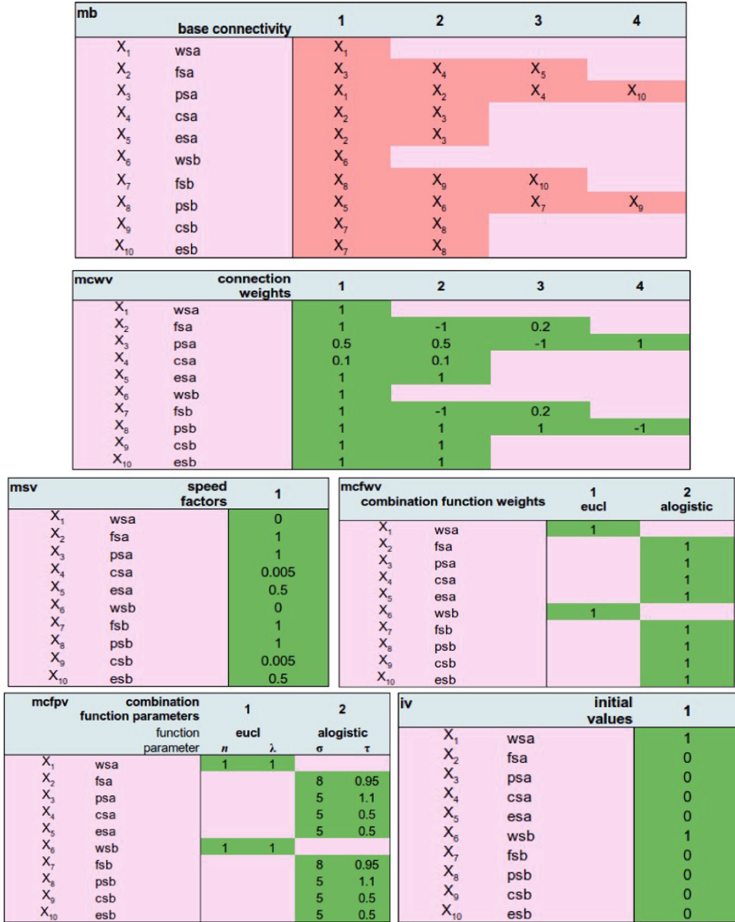 mb base connectivity 1 2 3 4
X1 wsa X1
X2 fsa X3 X4 X5
X3 psa X1 X2 X4 X10
X4 csa X2 X3
X5 esa X2 X3
X6 wsb X6
X7 fsb X8 X9 X10
X8 psb X5 X6 X7 X9
X9 csb X7 X8
X10 esb X7 X8
mcwv connection
weights 1 2 3 4
X1 wsa 1
X2 fsa 1 -1 0.2
X3 psa 0.5 0.5 -1 1
X4 csa 0.1 0.1
X5 esa 1 1
X6 wsb 1
X7 fsb 1 -1 0.2
X8 psb 1 1 1 -1
X9 csb 1 1
X10 esb 1 1
msv speed
factors 1
X1 wsa 0
X2 fsa 1
X3 psa 1
X4 csa 0.005
X5 esa 0.5
X6 wsb 0
X7 fsb 1
X8 psb 1
X9 csb 0.005
X10 esb 0.5
mcfwv 1 2
combination function weights eucl alogistic
X1 wsa 1
X2 fsa 1
X3 psa 1
X4 csa 1
X5 esa 1
X6 wsb 1
X7 fsb 1
X8 psb 1
X9 csb 1
X10 esb 1
mcfpv combination
function parameters 1 2
function eucl alogistic
parameter n λ σ τ
X1 wsa 1 1
X2 fsa 8 0.95
X3 psa 5 1.1
X4 csa 5 0.5
X5 esa 5 0.5
X6 wsb 1 1
X7 fsb 8 0.95
X8 psb 5 1.1
X9 csb 5 0.5
X10 esb 5 0.5
iv initial
values 1
X1 wsa 1
X2 fsa 0
X3 psa 0
X4 csa 0
X5 esa 0
X6 wsb 1
X7 fsb 0
X8 psb 0
X9 csb 0
X10 esb 0